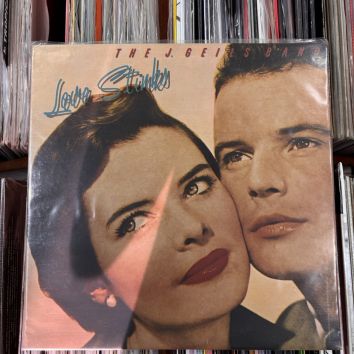 THE J. GEILS BAND
Love Stinks